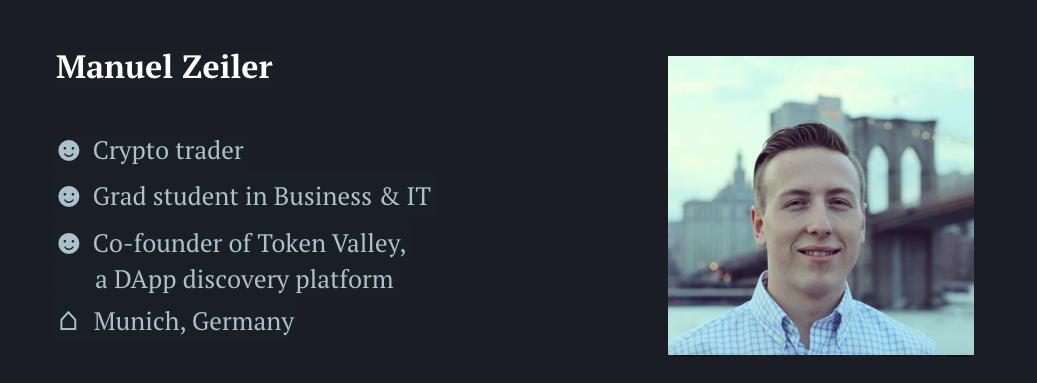 Manuel Zeiler
Crypto trader
Grad student in Business & IT
Co-founder of Token Valley,
a DApp discovery platform
Munich, Germany